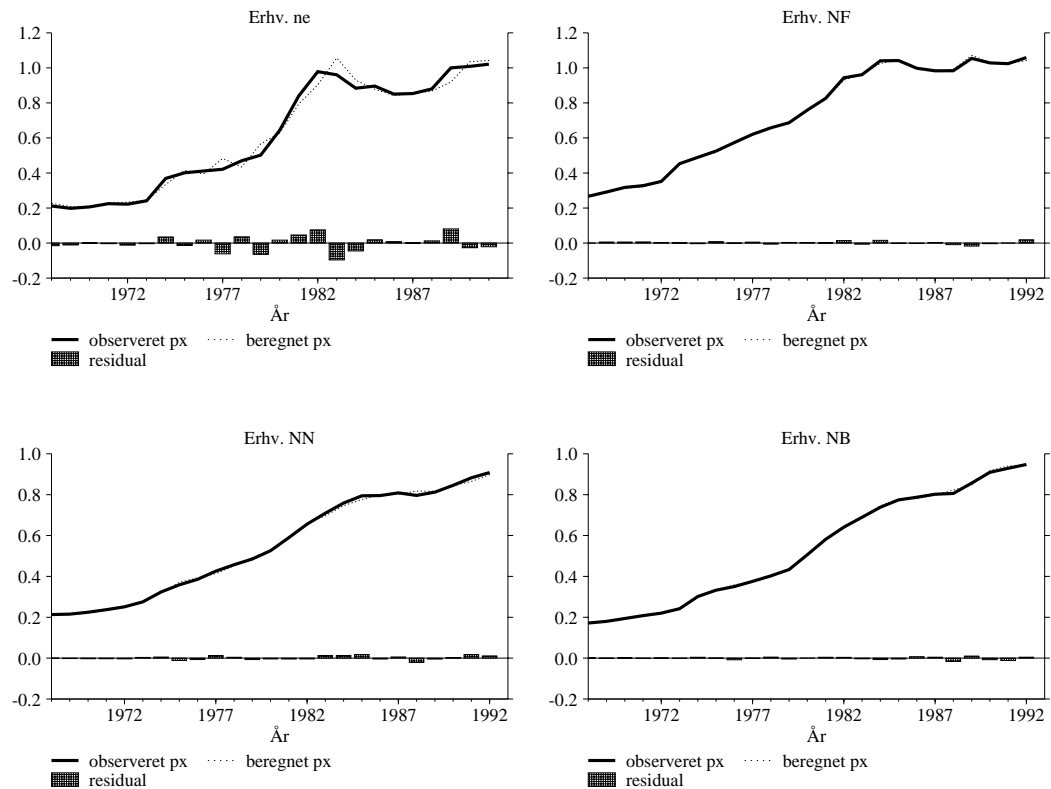 Erhv. ne
1.2
1.0
0.8
0.6
0.4
0.2
0.0
-0.2
1972 1977 1982 1987
År
observeret px beregnet px
residual
Erhv. NF
1.2
1.0
0.8
0.6
0.4
0.2
0.0
-0.2
1972 1977 1982 1987 1992
År
observeret px beregnet px
residual
Erhv. NN
1.0
0.8
0.6
0.4
0.2
0.0
-0.2
1972 1977 1982 1987 1992
År
observeret px beregnet px
residual
Erhv. NB
1.0
0.8
0.6
0.4
0.2
0.0
-0.2
1972 1977 1982 1987 1992
År
observeret px beregnet px
residual